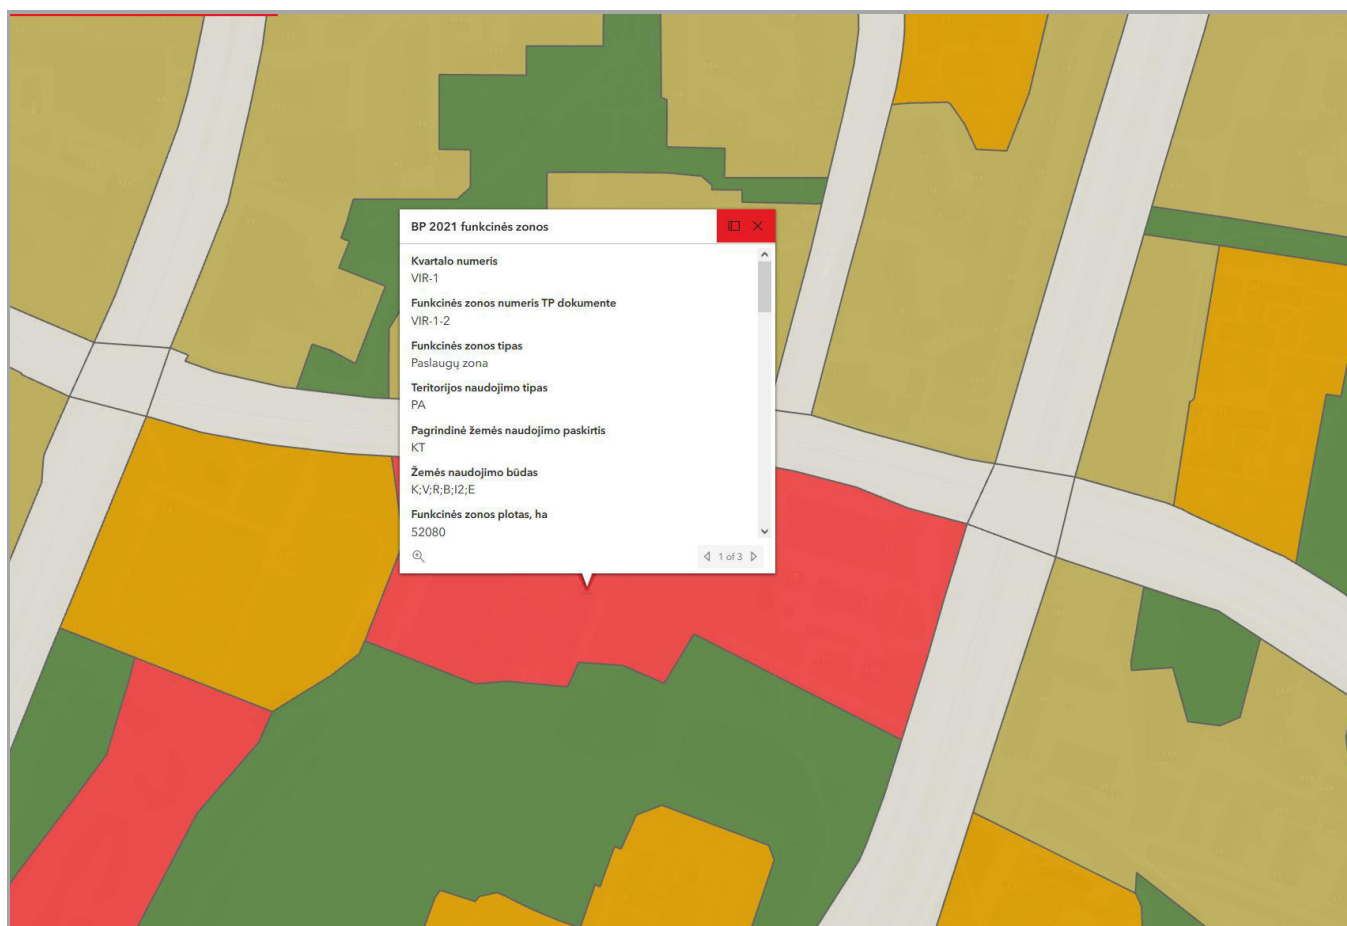 BP 2021 funkcinės zonos
Kvartalo numeris
VIR-1
Funkcinės zonos numeris TP dokumente
VIR-1-2
Funkcinės zonos tipas
Paslaugų zona
Teritorijos naudojimo tipas
PA
Pagrindinė žemės naudojimo paskirtis
KT
Žemės naudojimo būdas
K;V;R;B;I2;E
Funkcinės zonos plotas, ha
52080
1 of 3